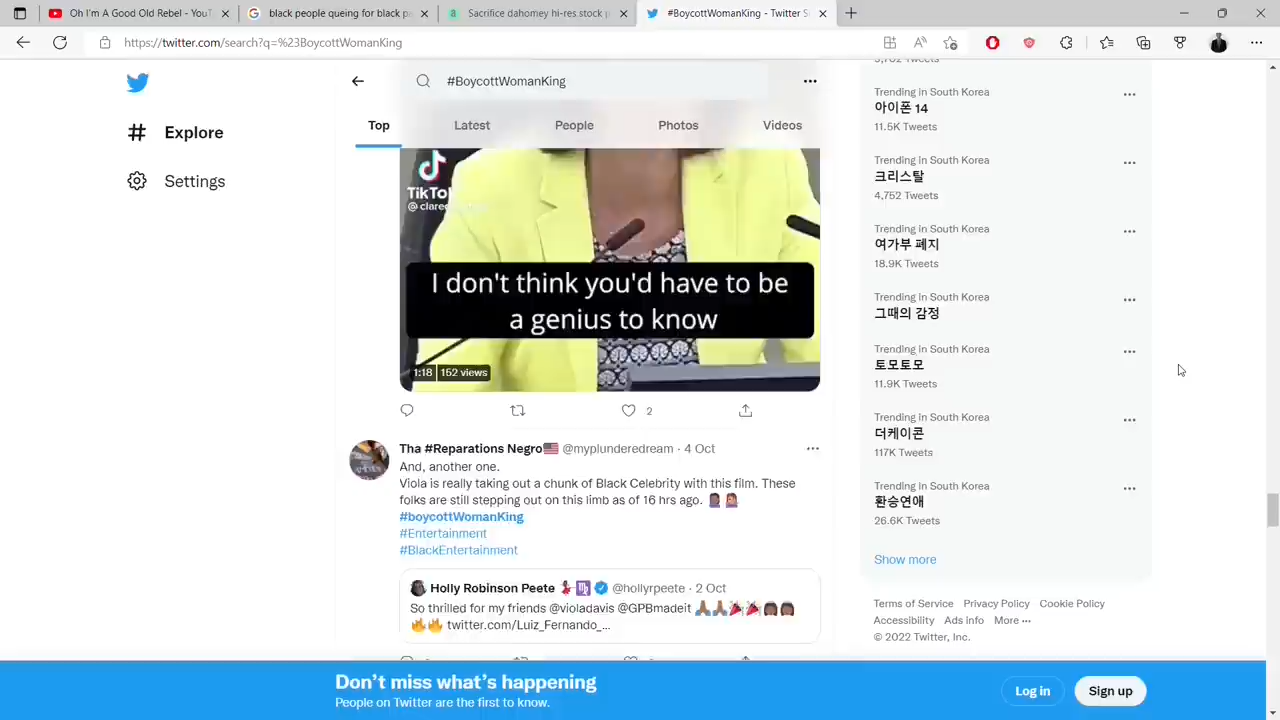 Oh I'm A Good Old Rebel - YouT
black people queing for black pa
Sacrifice dahomey hi-res stock p
#BoycottWomanKing - Twitter S
https://twitter.com/search?q=%23BoycottWomanKing
Explore
Settings
#BoycottWomanKing
Top
Latest
People
Photos
Videos
TikTok
@ clare
I don't think you'd have to be
a genius to know
1:18
152 views
2
Tha #Reparations Negro @myplunderedream · 4 Oct
And, another one.
Viola is really taking out a chunk of Black Celebrity with this film. These
folks are still stepping out on this limb as of 16 hrs ago.
#boycottWomanKing
#Entertainment
#BlackEntertainment
Holly Robinson Peete @hollyrpeete · 2 Oct
So thrilled for my friends @violadavis @GPBmadeit
twitter.com/Luiz_Fernando_…
Trending in South Korea
아이폰 14
11.5K Tweets
Trending in South Korea
크리스탈
4,752 Tweets
Trending in South Korea
여가부 폐지
18.9K Tweets
Trending in South Korea
그때의 감정
Trending in South Korea
토모토모
11.9K Tweets
Trending in South Korea
더케이콘
117K Tweets
Trending in South Korea
환승연애
26.6K Tweets
Show more
Terms of Service Privacy Policy Cookie Policy
Accessibility Ads info More ···
© 2022 Twitter, Inc.
Don't miss what's happening
People on Twitter are the first to know.
Log in
Sign up